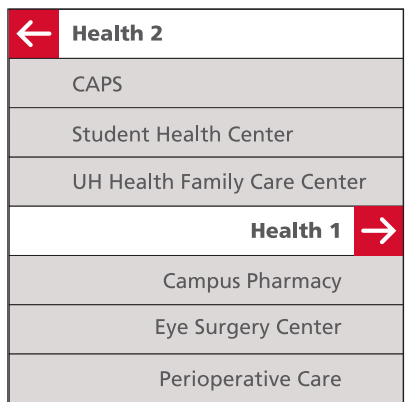 Health 2
CAPS
Student Health Center
UH Health Family Care Center
Health 1
Campus Pharmacy
Eye Surgery Center
Perioperative Care